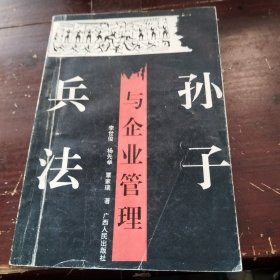 孙子
兵法
与企业管理
李世俊 杨先举 覃家瑞 著
广西人民出版社